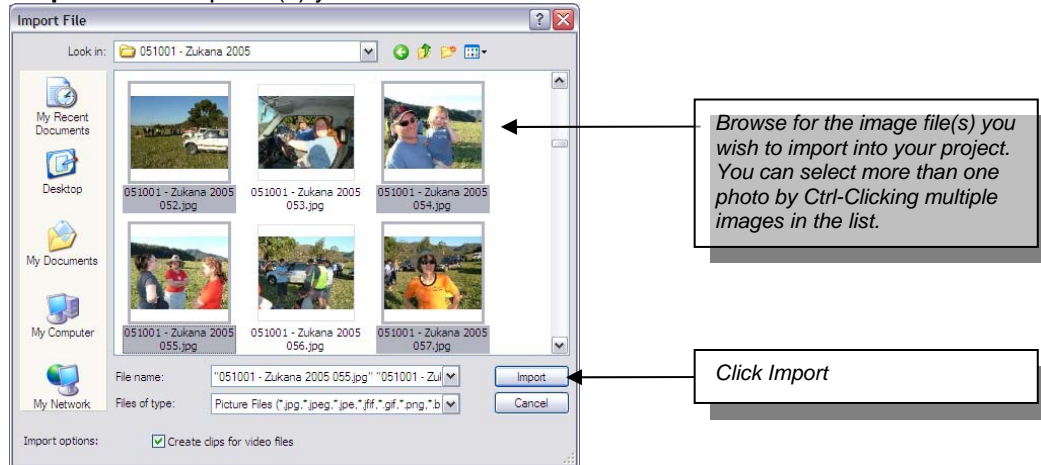 Import File
Look in:
051001 - Zukana 2005
My Recent
Documents
Desktop
My Documents
My Computer
My Network
051001 - Zukana 2005
052.jpg
051001 - Zukana 2005
053.jpg
051001 - Zukana 2005
054.jpg
051001 - Zukana 2005
055.jpg
051001 - Zukana 2005
056.jpg
051001 - Zukana 2005
057.jpg
File name:
"051001 - Zukana 2005 055.jpg" "051001 - Zul
Import
Files of type:
Picture Files (*.jpg,*.jpeg,*.jpe,*.jfif,*.gif,*.png,*.b
Cancel
Import options:
Create clips for video files
Browse for the image file(s) you
wish to import into your project.
You can select more than one
photo by Ctrl-Clicking multiple
images in the list.
Click Import